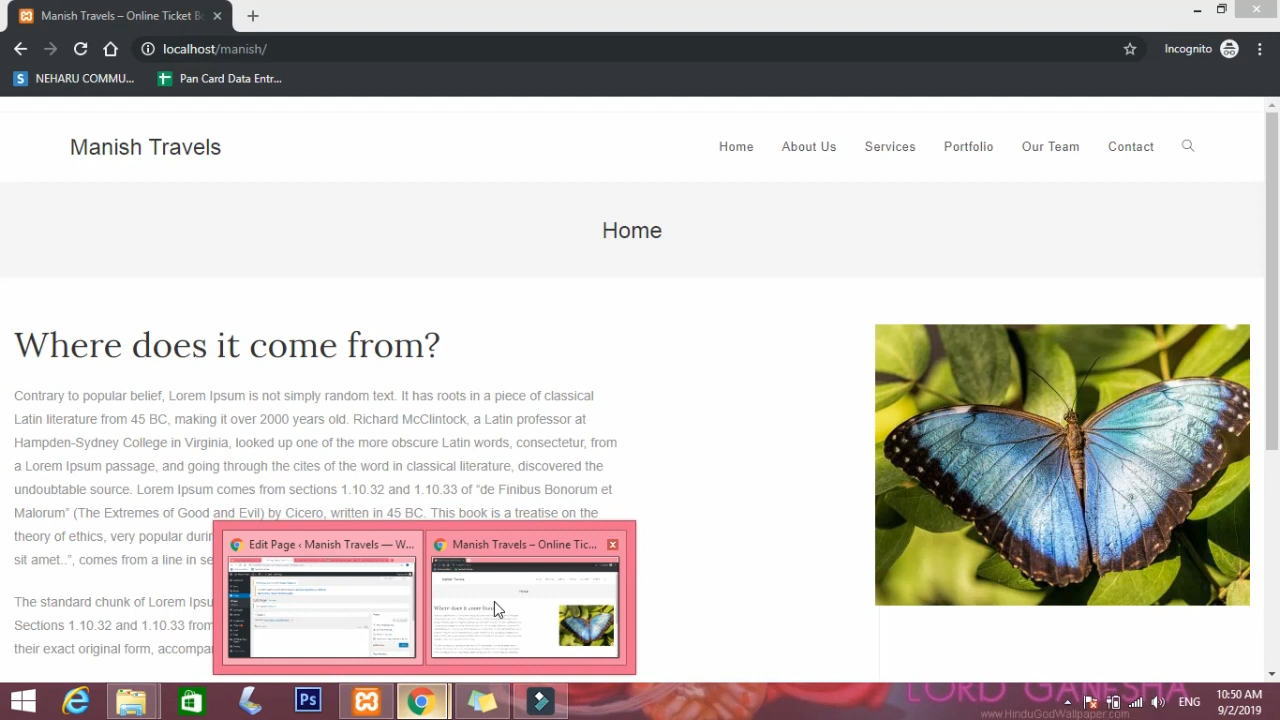 Manish Travels – Online Ticket Bo
localhost/manish/
Incognito
NEHARU COMMU...
Pan Card Data Entr...
Manish Travels
Home
About Us
Services
Portfolio
Our Team
Contact
Home
Where does it come from?
Contrary to popular belief, Lorem Ipsum is not simply random text. It has roots in a piece of classical
Latin literature from 45 BC, making it over 2000 years old. Richard McClintock, a Latin professor at
Hampden-Sydney College in Virginia, looked up one of the more obscure Latin words, consectetur, from
a Lorem Ipsum passage, and going through the cites of the word in classical literature, discovered the
undoubtable source. Lorem Ipsum comes from sections 1.10.32 and 1.10.33 of “de Finibus Bonorum et
Malorum” (The Extremes of Good and Evil) by Cicero, written in 45 BC. This book is a treatise on the
theory of ethics, very popular durin
sit amet..”, comes from a line in se
The standard chunk of Lorem Ipsu
Sections 1.10.32 and 1.10.33 from
their exact original form, accompa
Edit Page ‹ Manish Travels — W...
Manish Travels – Online Tic...
Home
Where does it come from?
Ps
LORD GANESHA
www.HinduGodWallpaper.com
ENG
10:50 AM
9/2/2019